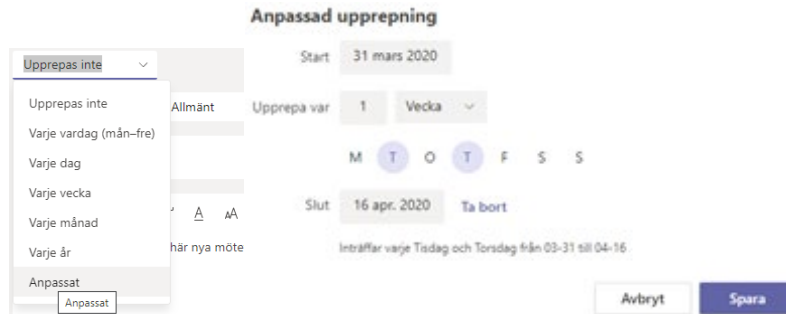 Upprepas inte
Upprepas inte
Varje vardag (mån–fre)
Varje dag
Varje vecka
Varje månad
Varje år
Anpassat
Anpassat
Allmänt
A AA
här nya möte
Anpassad upprepning
Start 31 mars 2020
Upprepa var 1 Vecka
M T O T F S S
Slut 16 apr. 2020 Ta bort
Inträffar varje Tisdag och Torsdag från 03-31 till 04-16
Avbryt Spara